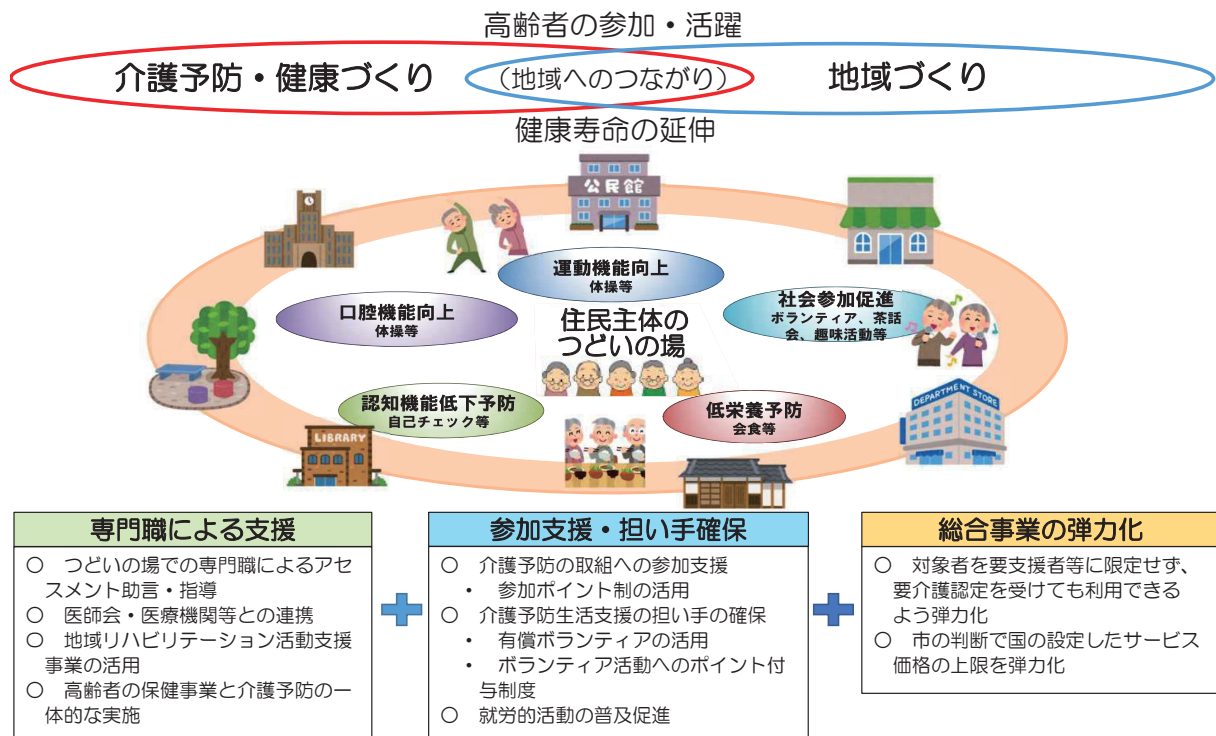 高齢者の参加・活躍
介護予防・健康づくり
（地域へのつながり）
地域づくり
健康寿命の延伸
公民館
運動機能向上
体操等
口腔機能向上
体操等
社会参加促進
ボランティア、茶話
会、趣味活動等
住民主体の
つどいの場
認知機能低下予防
自己チェック等
低栄養予防
会食等
DEPARTMENT STORE
LIBRARY
専門職による支援
○　つどいの場での専門職によるアセ
スメント助言・指導
○　医師会・医療機関等との連携
○　地域リハビリテーション活動支援
事業の活用
○　高齢者の保健事業と介護予防の一
体的な実施
参加支援・担い手確保
○　介護予防の取組への参加支援
・　参加ポイント制の活用
○　介護予防生活支援の担い手の確保
・　有償ボランティアの活用
・　ボランティア活動へのポイント付
与制度
○　就労的活動の普及促進
総合事業の弾力化
○　対象者を要支援者等に限定せず、
要介護認定を受けても利用できる
よう弾力化
○　市の判断で国の設定したサービス
価格の上限を弾力化